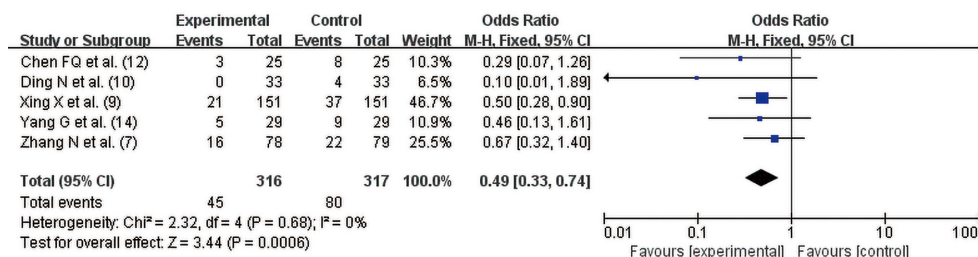 Experimental Control Odds Ratio Odds Ratio
Study or Subgroup Events Total Events Total Weight M-H, Fixed, 95% CI M-H, Fixed, 95% CI
Chen FQ et al. (12) 3 25 8 25 10.3% 0.29 [0.07, 1.26]
Ding N et al. (10) 0 33 4 33 6.5% 0.10 [0.01, 1.89]
Xing X et al. (9) 21 151 37 151 46.7% 0.50 [0.28, 0.90]
Yang G et al. (14) 5 29 9 29 10.9% 0.46 [0.13, 1.61]
Zhang N et al. (7) 16 78 22 79 25.5% 0.67 [0.32, 1.40]
Total (95% CI) 316 317 100.0% 0.49 [0.33, 0.74]
Total events 45 80
Heterogeneity: Chi² = 2.32, df = 4 (P = 0.68); I² = 0%
Test for overall effect: Z = 3.44 (P = 0.0006)
0.01 0.1 1 10 100
Favours [experimental] Favours [control]